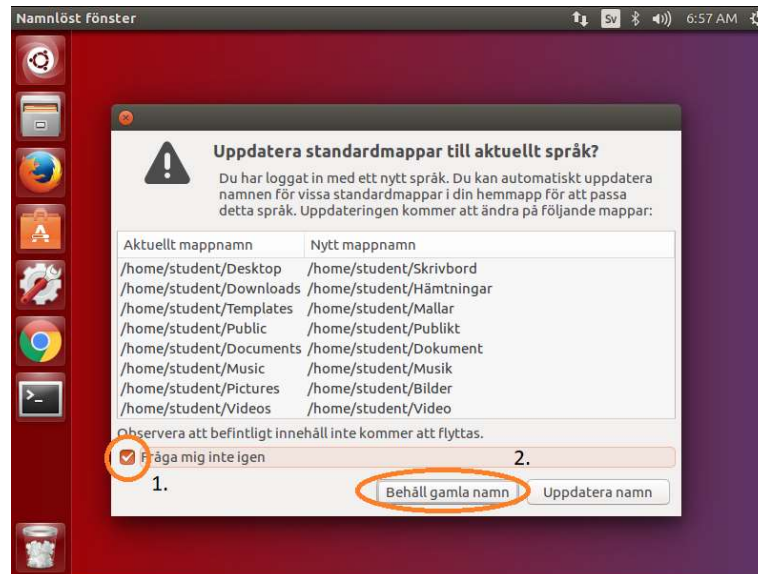 Namnlöst fönster
Sv
6:57 AM
Uppdatera standardmappar till aktuellt språk?
Du har loggat in med ett nytt språk. Du kan automatiskt uppdatera
namnen för vissa standardmappar i din hemmapp för att passa
detta språk. Uppdateringen kommer att ändra på följande mappar:
Aktuellt mappnamn Nytt mappnamn
/home/student/Desktop /home/student/Skrivbord
/home/student/Downloads /home/student/Hämtningar
/home/student/Templates /home/student/Mallar
/home/student/Public /home/student/Publikt
/home/student/Documents /home/student/Dokument
/home/student/Music /home/student/Musik
/home/student/Pictures /home/student/Bilder
/home/student/Videos /home/student/Video
Observera att befintligt innehåll inte kommer att flyttas.
Fråga mig inte igen
2.
1.
Behåll gamla namn
Uppdatera namn